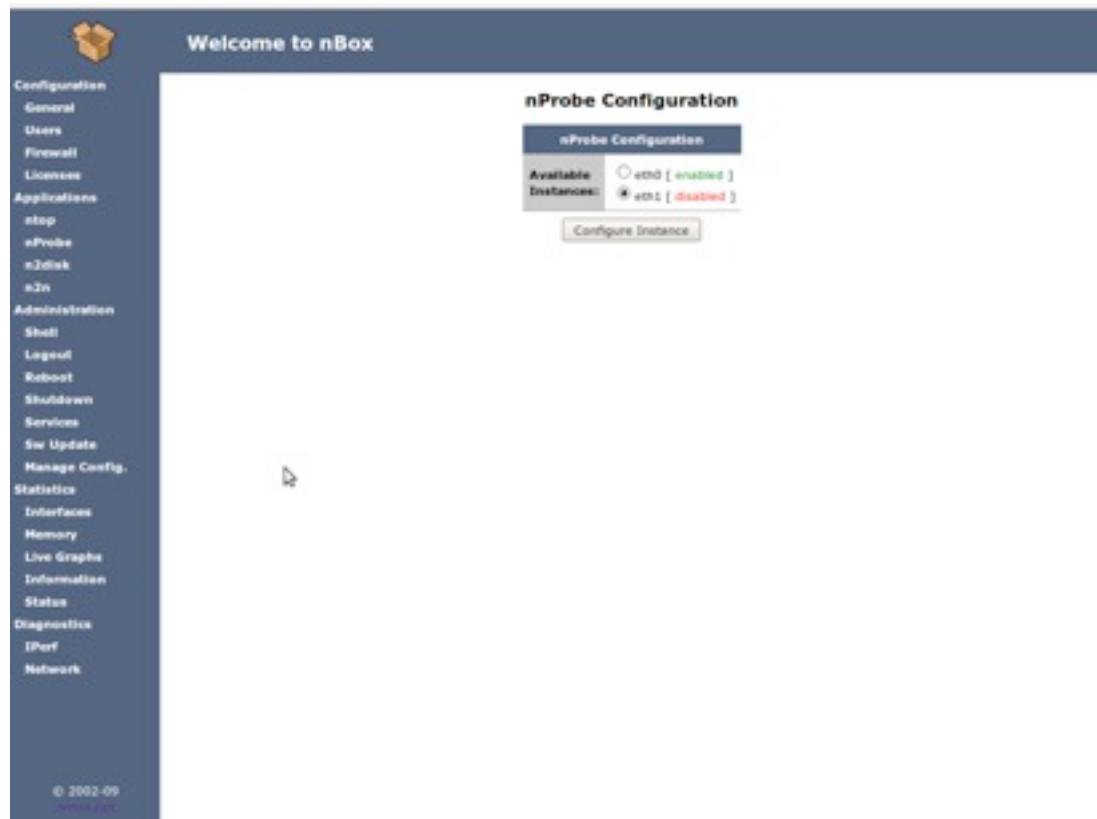 Welcome to nBox
Configuration
General
Users
Firewall
Licenses
Applications
ntop
nProbe
n2disk
n2n
Administration
Shell
Logout
Reboot
Shutdown
Services
Sw Update
Manage Config.
Statistics
Interfaces
Memory
Live Graphs
Information
Status
Diagnostics
IPerf
Network
© 2002-09
nProbe Configuration
nProbe Configuration
Available Instances:
eth0 [ enabled ]
eth1 [ disabled ]
Configure Instance